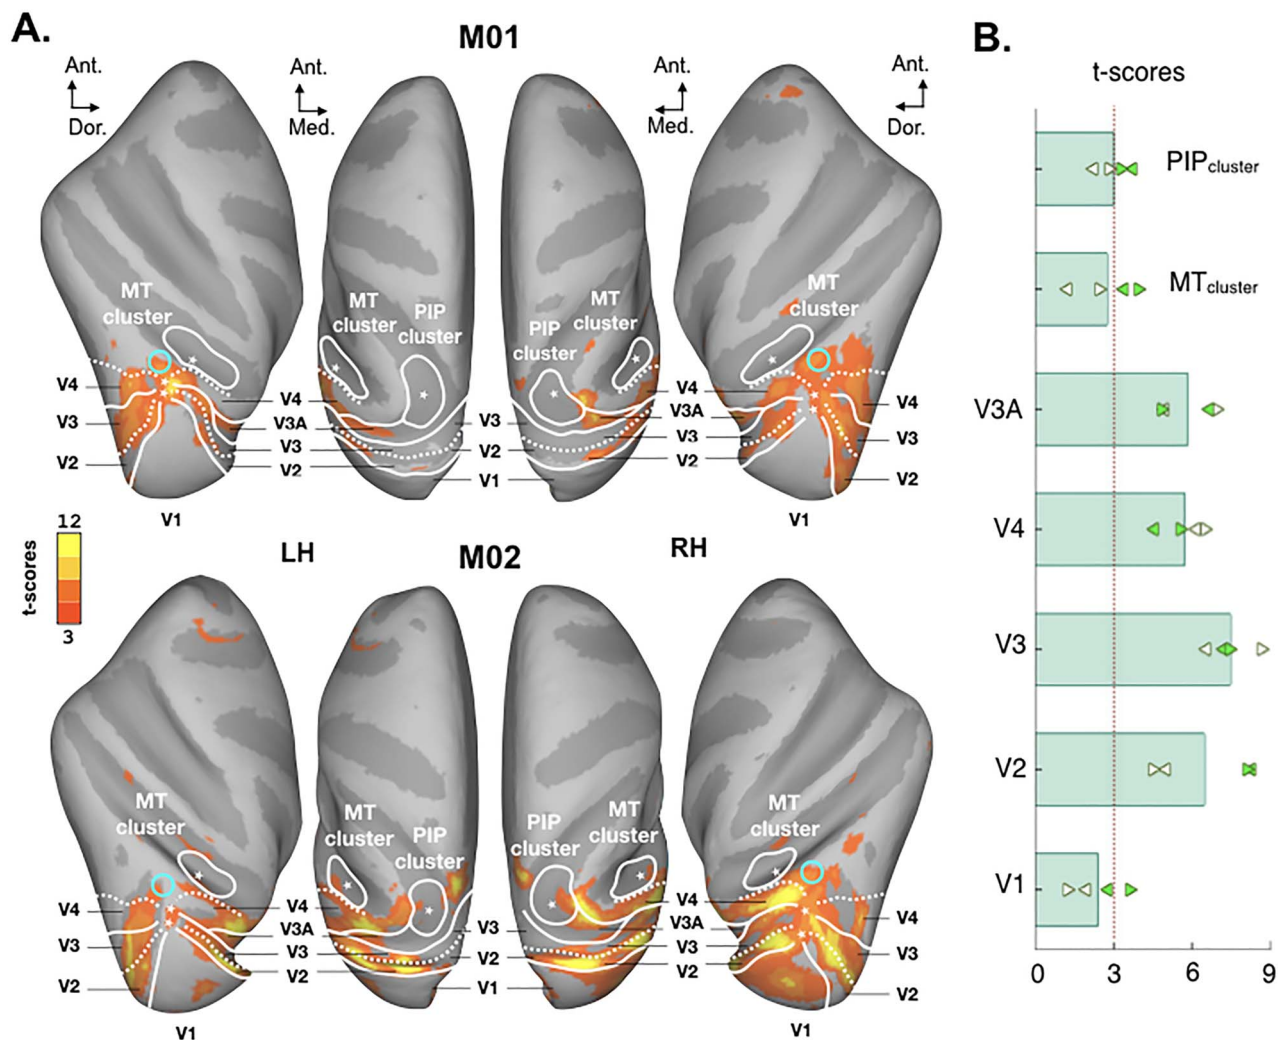 A.
M01
B.
Ant.
Dor.
Ant.
Med.
Ant.
Med.
Ant.
Dor.
MT
cluster
MT
cluster
PIP
cluster
PIP
cluster
MT
cluster
MT
cluster
V4
V3
V2
V4
V3A
V3
V2
V3
V2
V1
V4
V3A
V3
V2
V4
V3
V2
V1
V1
12
t-scores
3
LH
M02
RH
MT
cluster
MT
cluster
PIP
cluster
PIP
cluster
MT
cluster
MT
cluster
V4
V3
V2
V4
V3A
V3
V2
V3
V2
V1
V4
V3A
V3
V2
V4
V3
V2
V1
V1
t-scores
PIPcluster
MTcluster
V3A
V4
V3
V2
V1
0 3 6 9